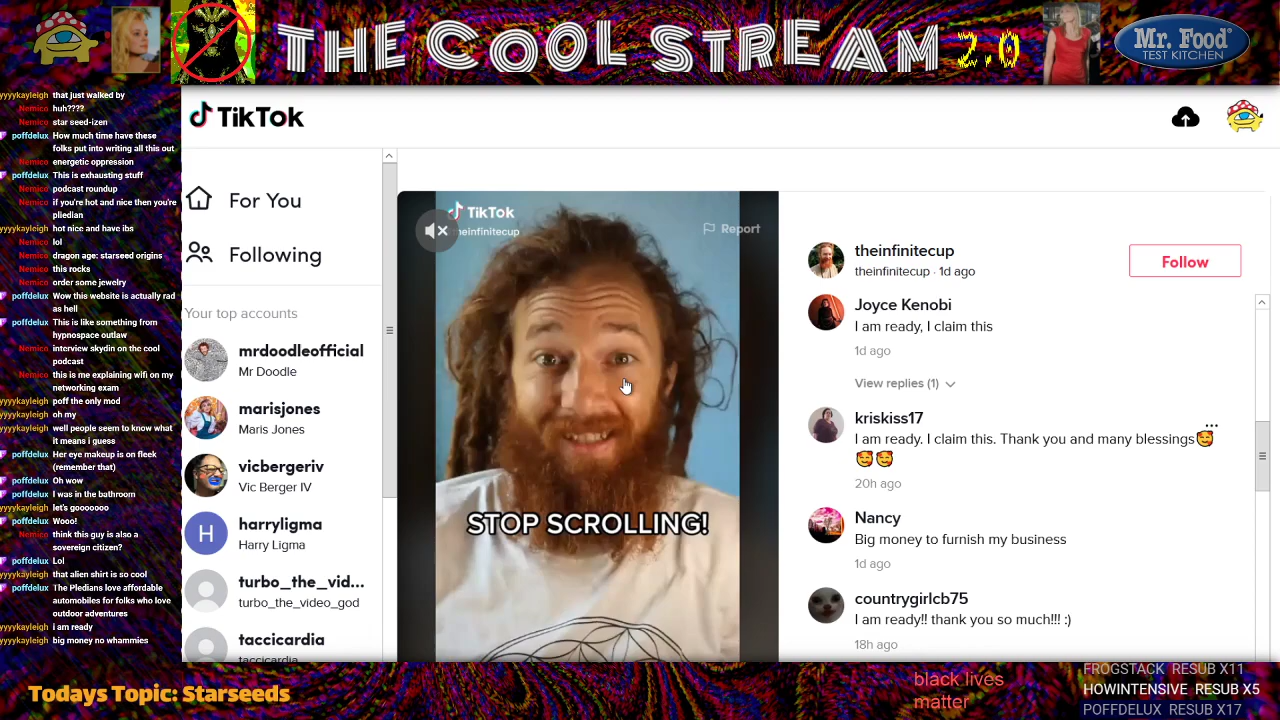 THE COOL STREAM 2.0
Mr. Food
TEST KITCHEN
yyyykayleigh that just walked by
Nemico huh????
Nemico star seed-izen
poffdelux How much time have these
folks put into writing all this out
Nemico energetic oppression
poffdelux This is exhausting stuff
Nemico podcast roundup
Nemico if you're hot and nice then you're
pliedian
yyyykayleigh hot nice and have ibs
Nemico lol
Nemico dragon age: starseed origins
Nemico this rocks
Nemico order some jewelry
poffdelux Wow this website is actually rad
as hell
poffdelux This is like something from
hypnospace outlaw
Nemico interview skydin on the cool
podcast
Nemico this is me explaining wifi on my
networking exam
yyyykayleigh poff the only mod
yyyykayleigh oh my
yyyykayleigh well people seem to know what
it means i guess
poffdelux Her eye makeup is on fleek
(remember that)
poffdelux Oh wow
poffdelux I was in the bathroom
yyyykayleigh let's gooooooo
poffdelux Wooo!
Nemico think this guy is also a
sovereign citizen?
poffdelux Lol
yyyykayleigh that alien shirt is so cool
poffdelux The Pledians love affordable
automobiles for folks who love
outdoor adventures
yyyykayleigh i am ready
yyyykayleigh big money no whammies
TikTok
For You
Following
Your top accounts
mrdoodleofficial
Mr Doodle
marisjones
Maris Jones
vicbergeriv
Vic Berger IV
H
harryligma
Harry Ligma
turbo_the_vid...
turbo_the_video_god
taccicardia
taccicardia
TikTok
theinfinitecup
Report
STOP SCROLLING!
theinfinitecup
theinfinitecup · 1d ago
Follow
Joyce Kenobi
I am ready, I claim this
1d ago
View replies (1)
kriskiss17
I am ready. I claim this. Thank you and many blessings🥰
🥰🥰
20h ago
Nancy
Big money to furnish my business
1d ago
countrygirlcb75
I am ready!! thank you so much!!! :)
18h ago
Todays Topic: Starseeds
black lives
matter
FROGSTACK RESUB X11
HOWINTENSIVE RESUB X5
POFFDELUX RESUB X17